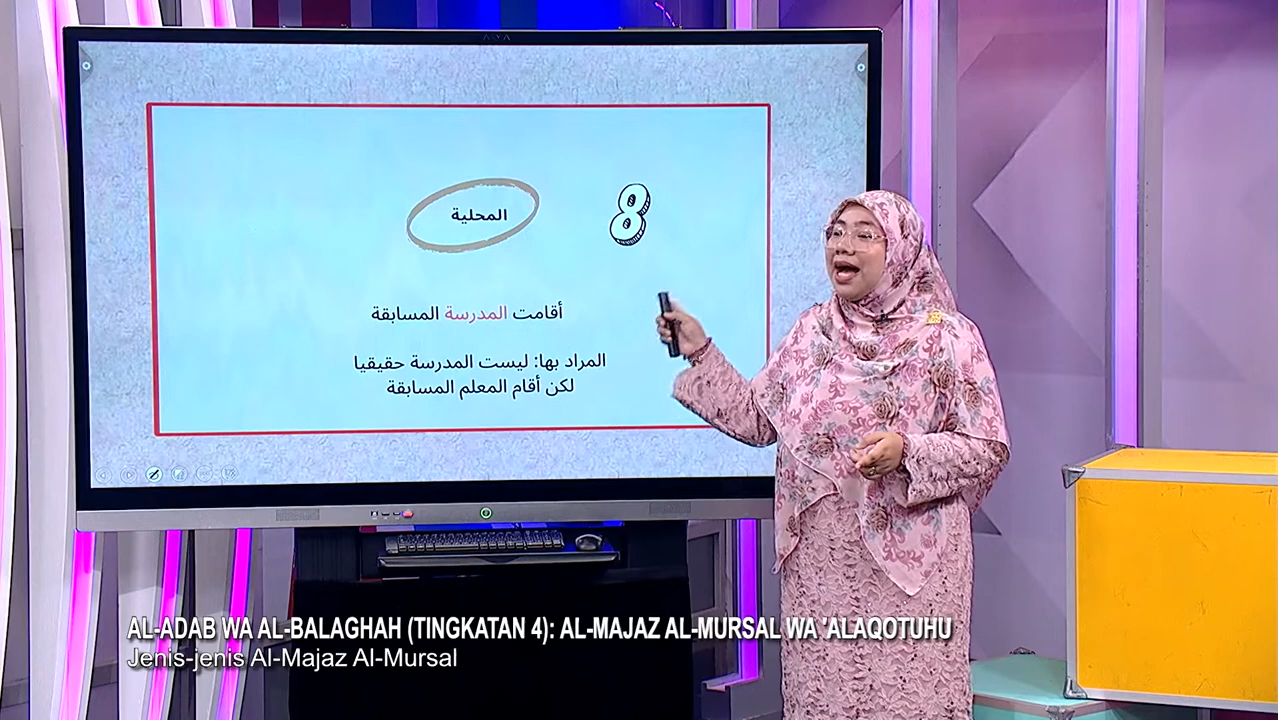 المحلية
8
أقامت المدرسة المسابقة
المراد بها: ليست المدرسة حقيقيا
لكن أقام المعلم المسابقة
AL-ADAB WA AL-BALAGHAH (TINGKATAN 4): AL-MAJAZ AL-MURSAL WA 'ALAQOTUHU
Jenis-jenis Al-Majaz Al-Mursal